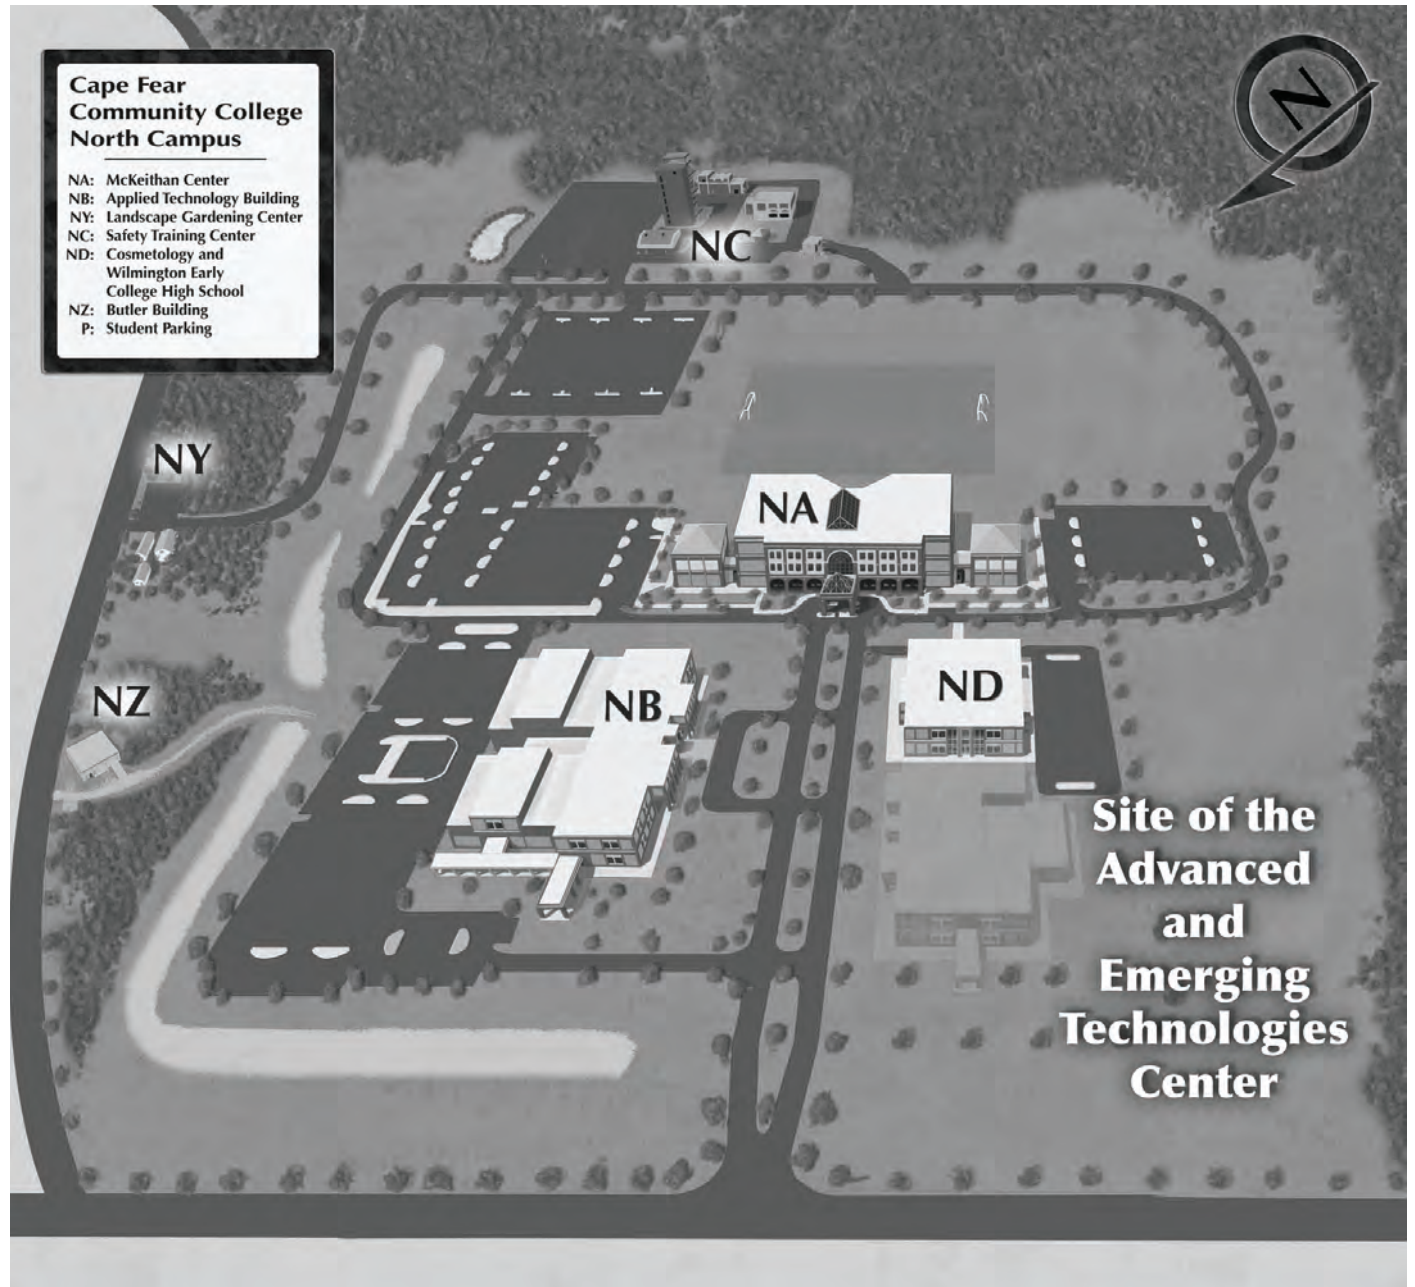 Cape Fear
Community College
North Campus
NA: McKeithan Center
NB: Applied Technology Building
NY: Landscape Gardening Center
NC: Safety Training Center
ND: Cosmetology and
Wilmington Early
College High School
NZ: Butler Building
P: Student Parking
N
NC
NY
NA
NZ
NB
ND
Site of the
Advanced
and
Emerging
Technologies
Center